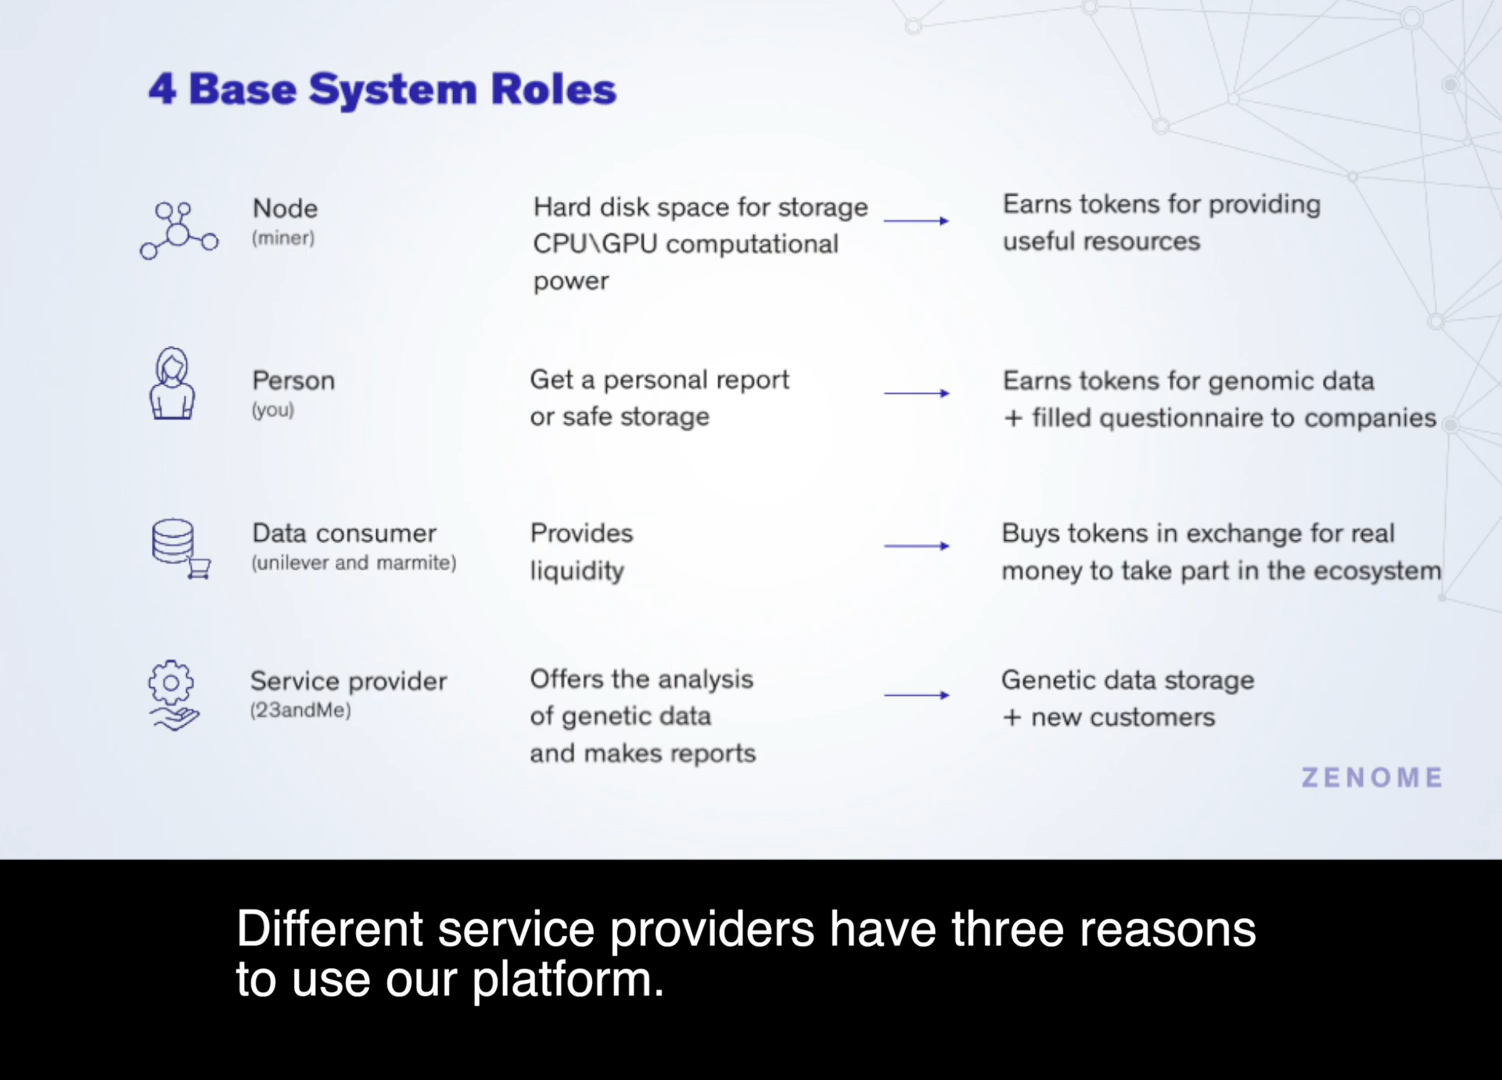 4 Base System Roles
Node
(miner)
Hard disk space for storage
CPU\GPU computational
power
Earns tokens for providing
useful resources
Person
(you)
Get a personal report
or safe storage
Earns tokens for genomic data
+ filled questionnaire to companies
Data consumer
(unilever and marmite)
Provides
liquidity
Buys tokens in exchange for real
money to take part in the ecosystem
Service provider
(23andMe)
Offers the analysis
of genetic data
and makes reports
Genetic data storage
+ new customers
ZENOME
Different service providers have three reasons
to use our platform.